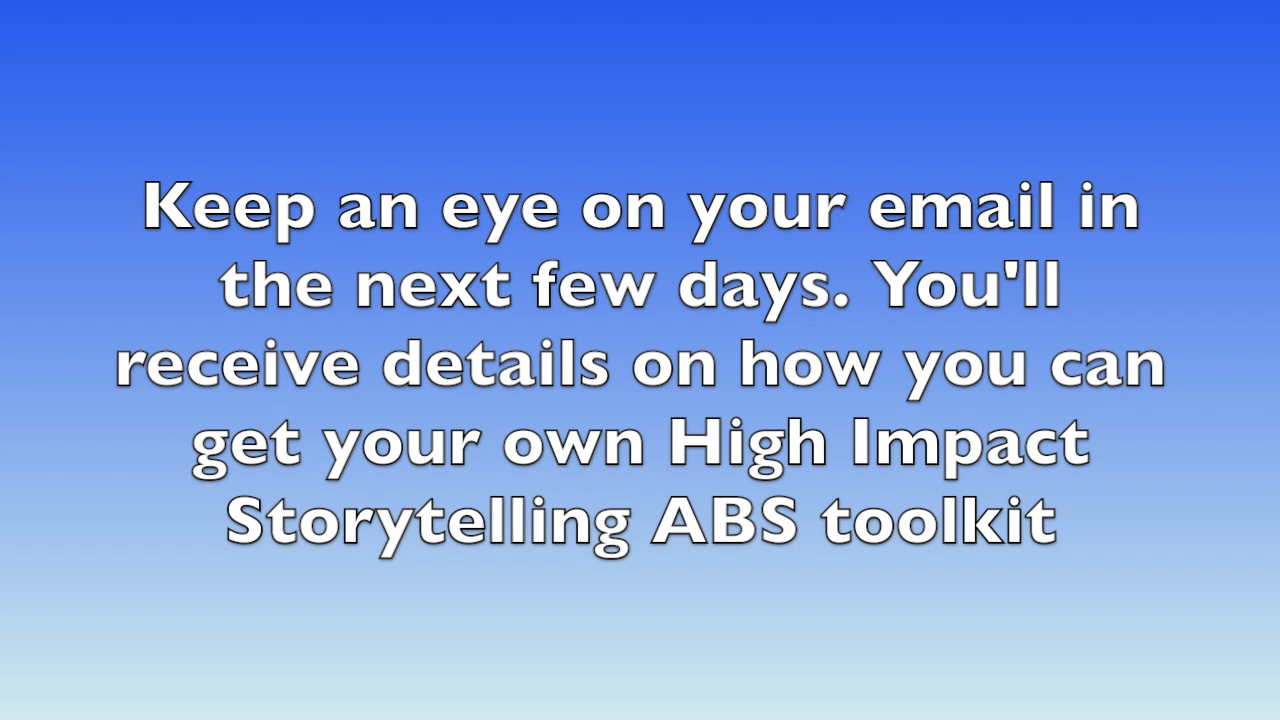 Keep an eye on your email in
the next few days. You'll
receive details on how you can
get your own High Impact
Storytelling ABS toolkit